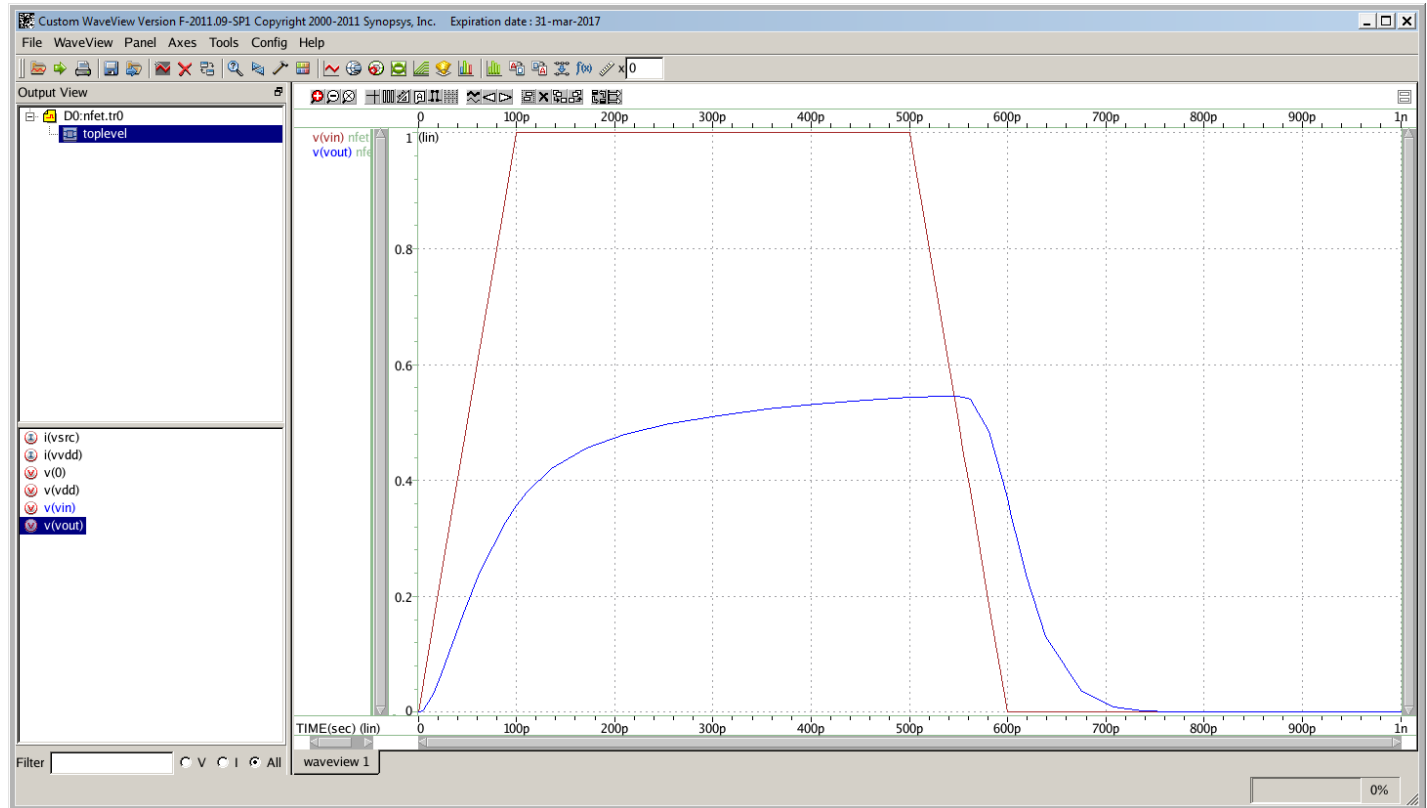 Custom WaveView Version F-2011.09-SP1 Copyright 2000-2011 Synopsys, Inc. Expiration date : 31-mar-2017
File WaveView Panel Axes Tools Config Help
x 0
Output View
D0:nfet.tr0
toplevel
i(vsrc)
i(vvdd)
v(0)
v(vdd)
v(vin)
v(vout)
Filter V I All
0 100p 200p 300p 400p 500p 600p 700p 800p 900p 1n
v(vin) nfet
v(vout) nfe
1 (lin)
0.8
0.6
0.4
0.2
0
TIME(sec) (lin) 0 100p 200p 300p 400p 500p 600p 700p 800p 900p 1n
waveview 1
0%